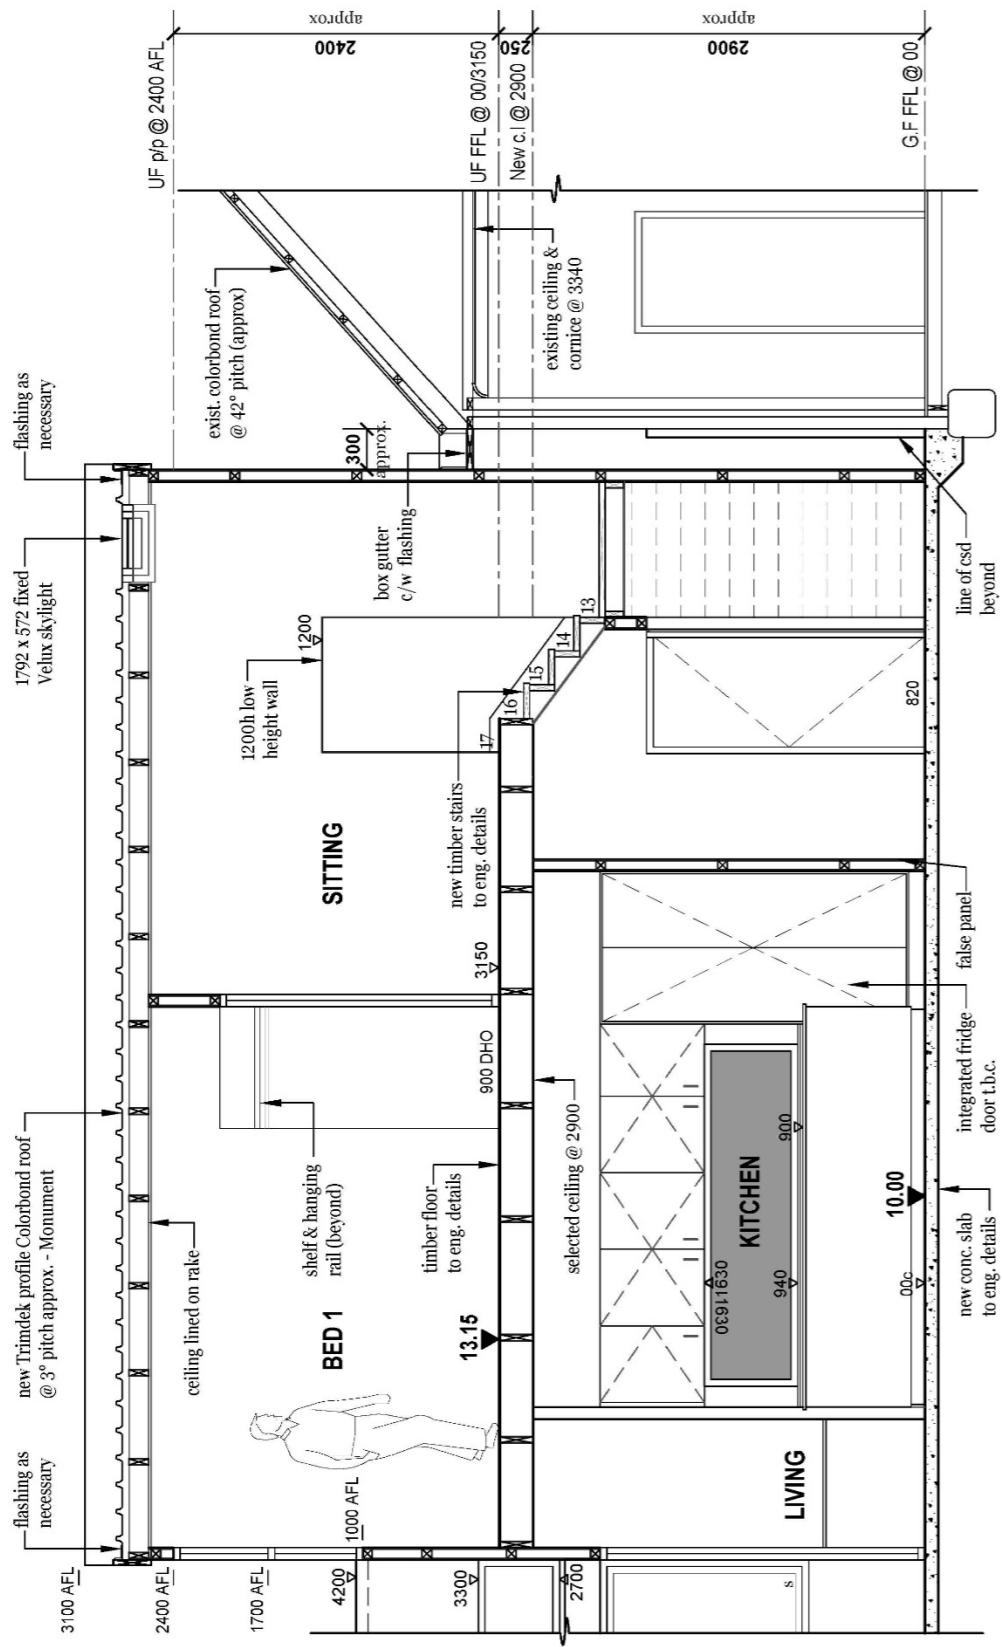 flashing as
necessary
new Trimdek profile Colorbond roof
@ 3° pitch approx. - Monument
1792 x 572 fixed
Velux skylight
flashing as
necessary
3100 AFL
2400 AFL
1700 AFL
1000 AFL
ceiling lined on rake
exist. colorbond roof
@ 42° pitch (approx)
UF p/p @ 2400 AFL
2400
approx
BED 1
shelf & hanging
rail (beyond)
SITTING
1200h low
height wall
1200
300
approx.
box gutter
c/w flashing
4200
3300
2700
13.15
timber floor
to eng. details
900 DHO
3150
new timber stairs
to eng. details
17
16
15
14
13
UF FFL @ 00/3150
250
New c.l @ 2900
existing ceiling &
cornice @ 3340
selected ceiling @ 2900
LIVING
KITCHEN
940
900
10.00
s
820
2900
approx
G.F FFL @ 00
new conc. slab
to eng. details
integrated fridge
door t.b.c.
false panel
line of csd
beyond